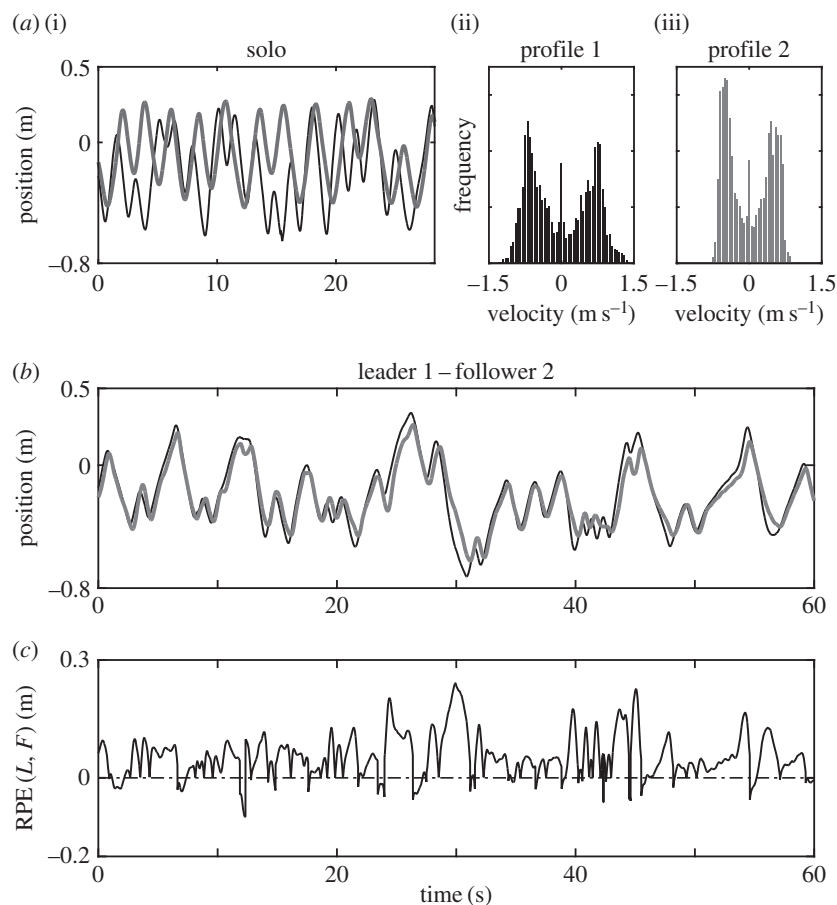 (a) (i)
solo
0.5
0
−0.8
position (m)
0
10
20
(ii)
profile 1
frequency
−1.5
0
1.5
velocity (m s⁻¹)
(iii)
profile 2
−1.5
0
1.5
velocity (m s⁻¹)
(b)
leader 1 – follower 2
0.5
0
−0.8
position (m)
0
20
40
60
(c)
0.3
0
−0.2
RPE (L, F) (m)
0
20
40
60
time (s)